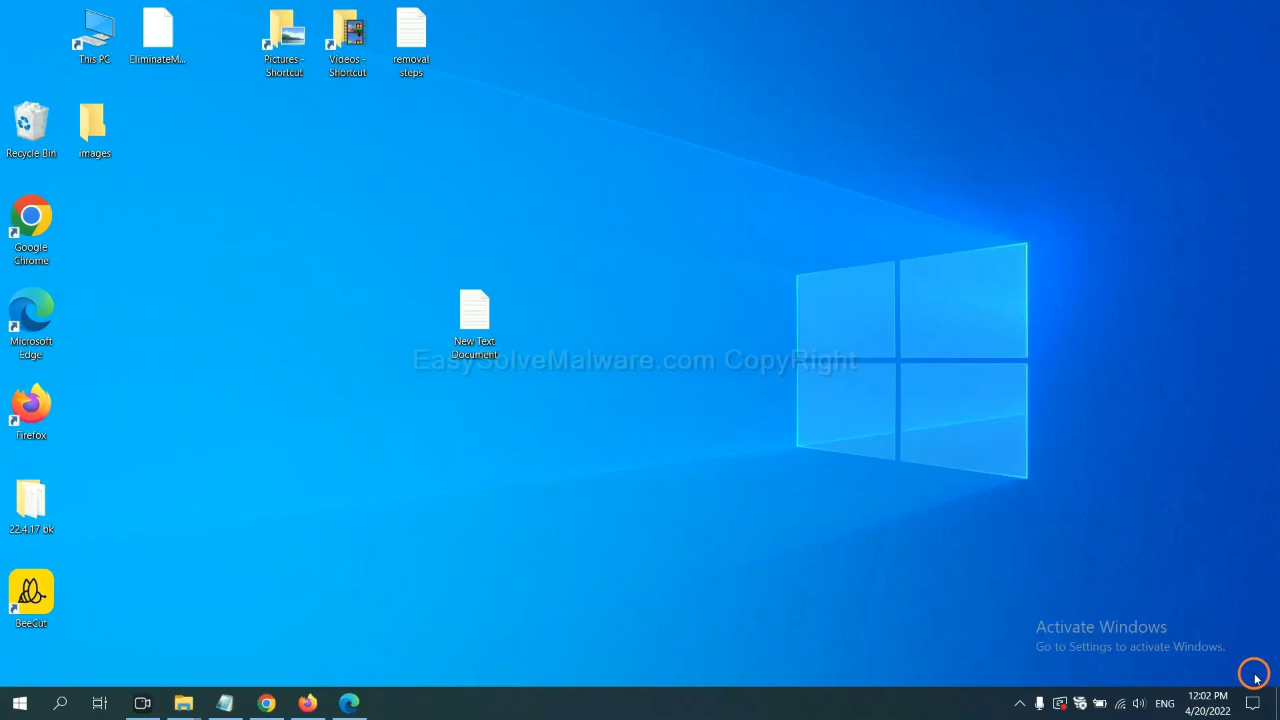 This PC
EliminateM...
Pictures -
Shortcut
Videos -
Shortcut
removal
steps
Recycle Bin
images
Google
Chrome
New Text
Document
Microsoft
Edge
EasySolveMalware.com CopyRight
Firefox
22.4.17 bk
BeeCut
Activate Windows
Go to Settings to activate Windows.
ENG
12:02 PM
4/20/2022